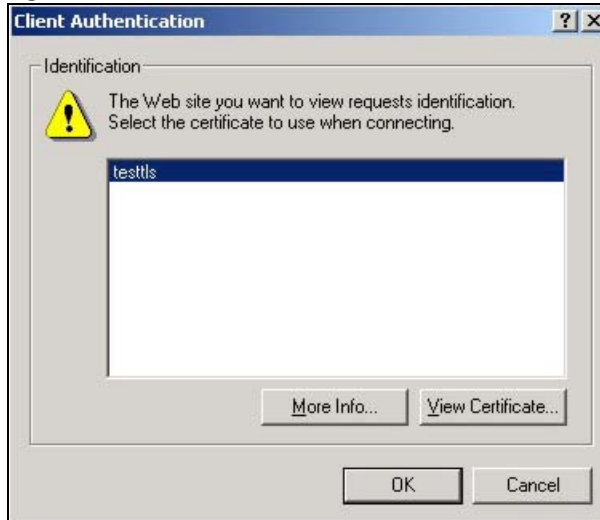 Client Authentication
Identification
The Web site you want to view requests identification.
Select the certificate to use when connecting.
testtls
More Info... View Certificate...
OK Cancel